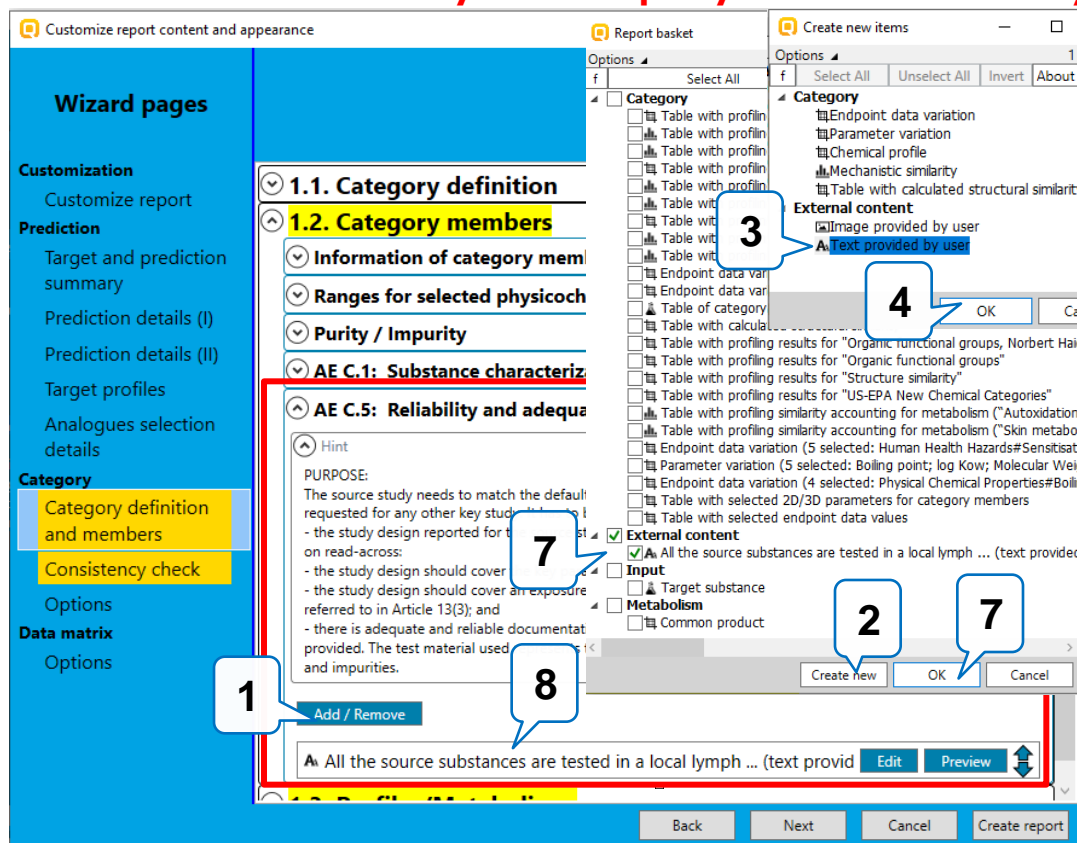 Customize report content and appearance
Wizard pages
Customization
Customize report
Prediction
Target and prediction
summary
Prediction details (I)
Prediction details (II)
Target profiles
Analogues selection
details
Category
Category definition
and members
Consistency check
Options
Data matrix
Options
1.1. Category definition
1.2. Category members
Information of category mem
Ranges for selected physicoch
Purity / Impurity
AE C.1: Substance characteriz
AE C.5: Reliability and adequa
Hint
PURPOSE:
The source study needs to match the default
requested for any other key study
- the study design reported for
on read-across:
- the study design should cover
- the study design should cover an exposure
referred to in Article 13(3); and
- there is adequate and reliable documentat
provided. The test material used
and impurities.
1
Add / Remove
8
All the source substances are tested in a local lymph ... (text provid
Edit
Preview
Back
Next
Cancel
Create report
Report basket
Options
f
Select All
Category
Table with profilin
Table with profilin
Table with profilin
Table with profilin
Table with profilin
Table with
Table wit
Table wit
Table wit
Endpoint data var
Endpoint data var
Table of category
Table with calculated
Table with profiling results for "Organic functional groups, Norbert Hai
Table with profiling results for "Organic functional groups"
Table with profiling results for "Structure similarity"
Table with profiling results for "US-EPA New Chemical Categories"
Table with profiling similarity accounting for metabolism ("Autoxidation
Table with profiling similarity accounting for metabolism ("Skin metabo
Endpoint data variation (5 selected: Human Health Hazards#Sensitisat
Parameter variation (5 selected: Boiling point; log Kow; Molecular Wei
Endpoint data variation (4 selected: Physical Chemical Properties#Boili
Table with selected 2D/3D parameters for category members
Table with selected endpoint data values
External content
7
All the source substances are tested in a local lymph ... (text provided
Input
Target substance
Metabolism
Common product
2
7
Create new
OK
Cancel
Create new items
Options
1
f
Select All
Unselect All
Invert
About
Category
Endpoint data variation
Parameter variation
Chemical profile
Mechanistic similarity
Table with calculated structural similarit
External content
Image provided by user
3
Text provided by user
4
OK
Ca